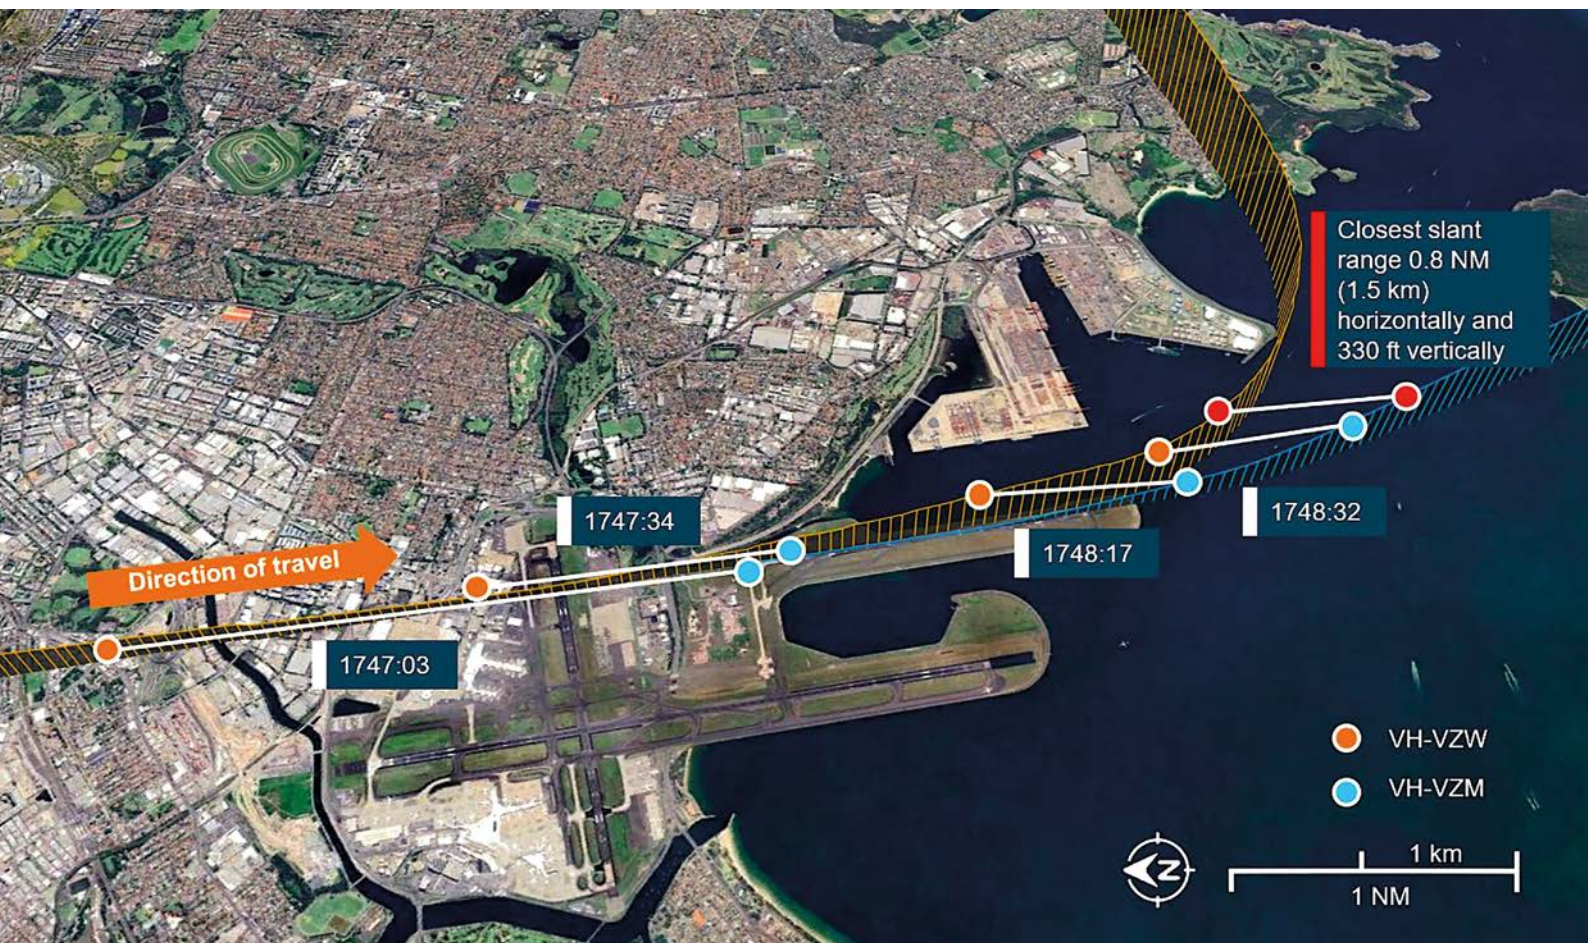 Closest slant
range 0.8 NM
(1.5 km)
horizontally and
330 ft vertically
1747:34
1748:32
1748:17
Direction of travel
1747:03
VH-VZW
VH-VZM
N
1 km
1 NM